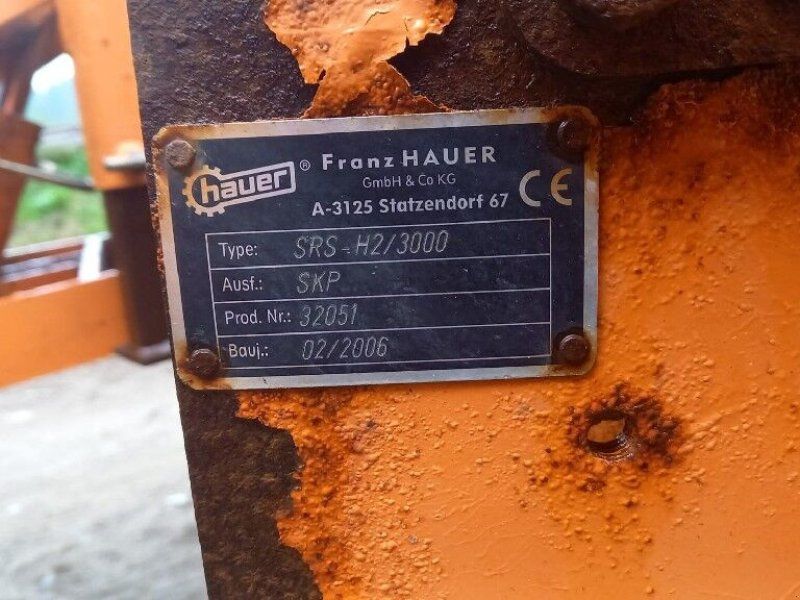 hauer ® Franz HAUER
GmbH & Co KG
A-3125 Statzendorf 67 CE
Type: SRS-H2/3000
Ausf.: SKP
Prod. Nr.: 32051
Bauj.: 02/2006